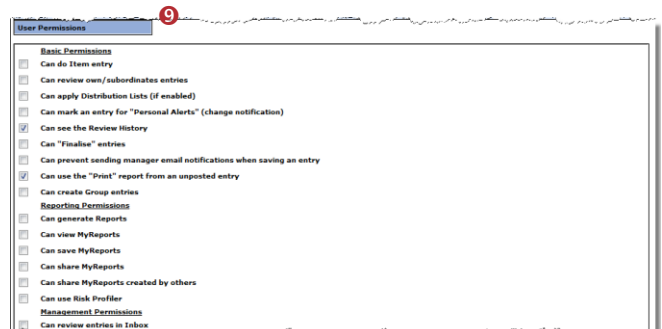 9
User Permissions
Basic Permissions
Can do Item entry
Can review own/subordinates entries
Can apply Distribution Lists (if enabled)
Can mark an entry for "Personal Alerts" (change notification)
Can see the Review History
Can "Finalise" entries
Can prevent sending manager email notifications when saving an entry
Can use the "Print" report from an unposted entry
Can create Group entries
Reporting Permissions
Can generate Reports
Can view MyReports
Can save MyReports
Can share MyReports
Can share MyReports created by others
Can use Risk Profiler
Management Permissions
Can review entries in Inbox